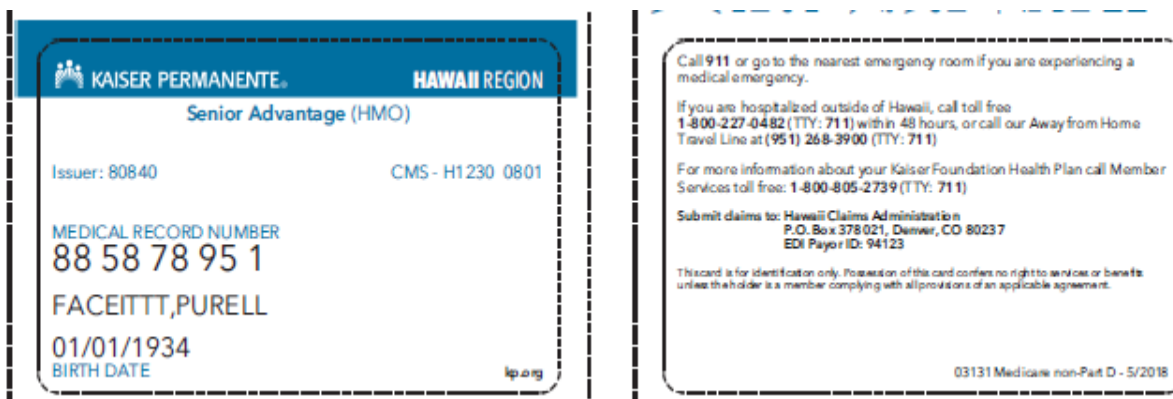 KAISER PERMANENTE®
HAWAII REGION
Senior Advantage (HMO)
Issuer: 80840
CMS - H1230 0801
MEDICAL RECORD NUMBER
88 58 78 95 1
FACEITTT,PURELL
01/01/1934
BIRTH DATE
kp.org
Call 911 or go to the nearest emergency room if you are experiencing a
medical emergency.
If you are hospitalized outside of Hawaii, call toll free
1-800-227-0482 (TTY: 711) within 48 hours, or call our Away from Home
Travel Line at (951) 268-3900 (TTY: 711)
For more information about your Kaiser Foundation Health Plan call Member
Services toll free: 1-800-805-2739 (TTY: 711)
Submit claims to: Hawaii Claims Administration
P.O. Box 378021, Denver, CO 80237
EDI Payor ID: 94123
This card is for identification only. Possession of this card confers no right to services or benefits
unless the holder is a member complying with all provisions of an applicable agreement.
03131 Medicare non-Part D - 5/2018